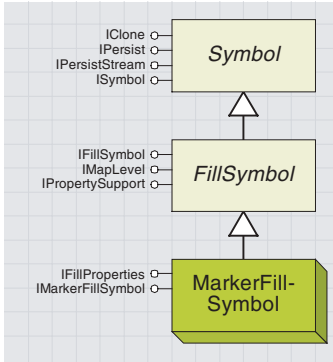 IClone
IPersist
IPersistStream
ISymbol
Symbol
IFillSymbol
IMapLevel
IPropertySupport
FillSymbol
IFillProperties
IMarkerFillSymbol
MarkerFill-
Symbol